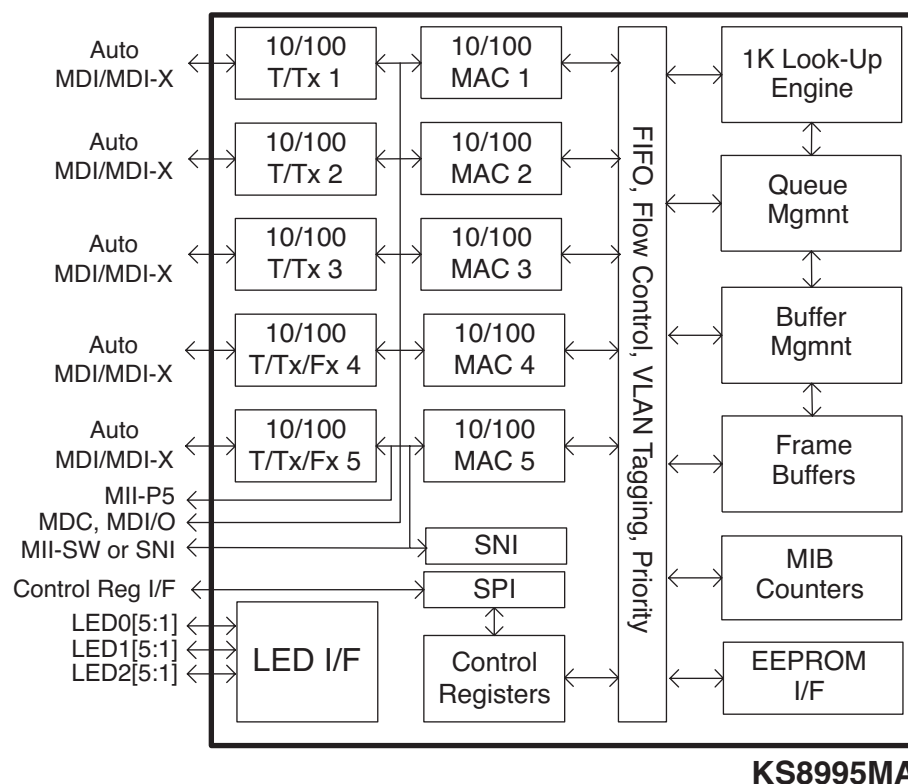 Auto
MDI/MDI-X
10/100
T/Tx 1
10/100
MAC 1
1K Look-Up
Engine
Auto
MDI/MDI-X
10/100
T/Tx 2
10/100
MAC 2
Queue
Mgmnt
Auto
MDI/MDI-X
10/100
T/Tx 3
10/100
MAC 3
FIFO, Flow Control, VLAN Tagging, Priority
Buffer
Mgmnt
Auto
MDI/MDI-X
10/100
T/Tx/Fx 4
10/100
MAC 4
Auto
MDI/MDI-X
10/100
T/Tx/Fx 5
10/100
MAC 5
Frame
Buffers
MII-P5
MDC, MDI/O
MII-SW or SNI
SNI
MIB
Counters
Control Reg I/F
SPI
LED0[5:1]
LED1[5:1]
LED2[5:1]
LED I/F
Control
Registers
EEPROM
I/F
KS8995MA